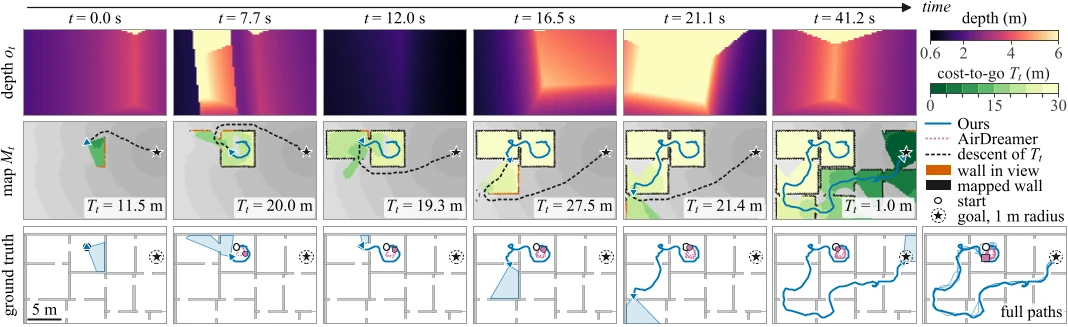 time
t = 0.0 s
t = 7.7 s
t = 12.0 s
t = 16.5 s
t = 21.1 s
t = 41.2 s
depth (m)
0.6 2 4 6
cost-to-go Tt (m)
0 15 30
depth ot
map Mt
Tt = 11.5 m
Tt = 20.0 m
Tt = 19.3 m
Tt = 27.5 m
Tt = 21.4 m
Tt = 1.0 m
Ours
AirDreamer
descent of Tt
wall in view
mapped wall
start
goal, 1 m radius
ground truth
5 m
full paths